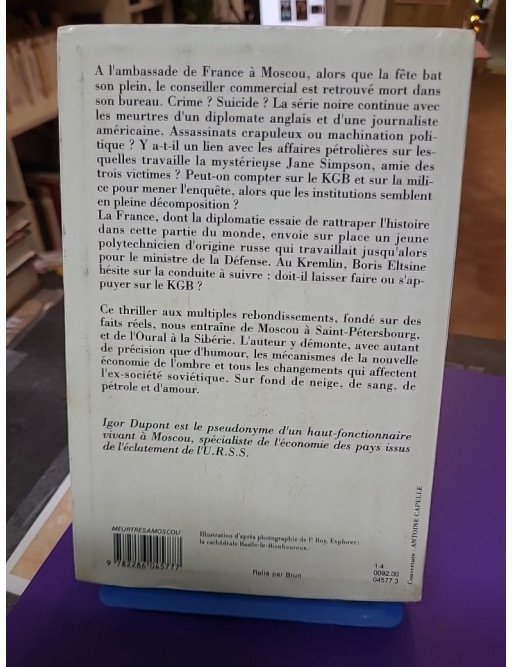 A l'ambassade de France à Moscou, alors que la fête bat
son plein, le conseiller commercial est retrouvé mort dans
son bureau. Crime ? Suicide ? La série noire continue avec
les meurtres d'un diplomate anglais et d'une journaliste
américaine. Assassinats crapuleux ou machination poli-
tique ? Y a-t-il un lien avec les affaires pétrolières sur les-
quelles travaille la mystérieuse Jane Simpson, amie des
trois victimes ? Peut-on compter sur le KGB et sur la mili-
ce pour mener l'enquête, alors que les institutions semblent
en pleine décomposition ?
La France, dont la diplomatie essaie de rattraper l'histoire
dans cette partie du monde, envoie sur place un jeune
polytechnicien d'origine russe qui travaillait jusqu'alors
pour le ministre de la Défense. Au Kremlin, Boris Eltsine
hésite sur la conduite à suivre : doit-il laisser faire ou s'ap-
puyer sur le KGB ?
Ce thriller aux multiples rebondissements, fondé sur des
faits réels, nous entraîne de Moscou à Saint-Pétersbourg,
et de l'Oural à la Sibérie. L'auteur y démonte, avec autant
de précision que d'humour, les mécanismes de la nouvelle
économie de l'ombre et tous les changements qui affectent
l'ex-société soviétique. Sur fond de neige, de sang, de
pétrole et d'amour.
Igor Dupont est le pseudonyme d'un haut-fonctionnaire
vivant à Moscou, spécialiste de l'économie des pays issus
de l'éclatement de l'U.R.S.S.
MEURTRESAMOSCOU
9 782286 045777
Illustration d'après photographie de P. Roy, Explorer:
la cathédrale Basile-le-Bienheureux.
Relié par Brun
1-4
0092.00
04577.3
Couverture : ANTOINE CAPELLE